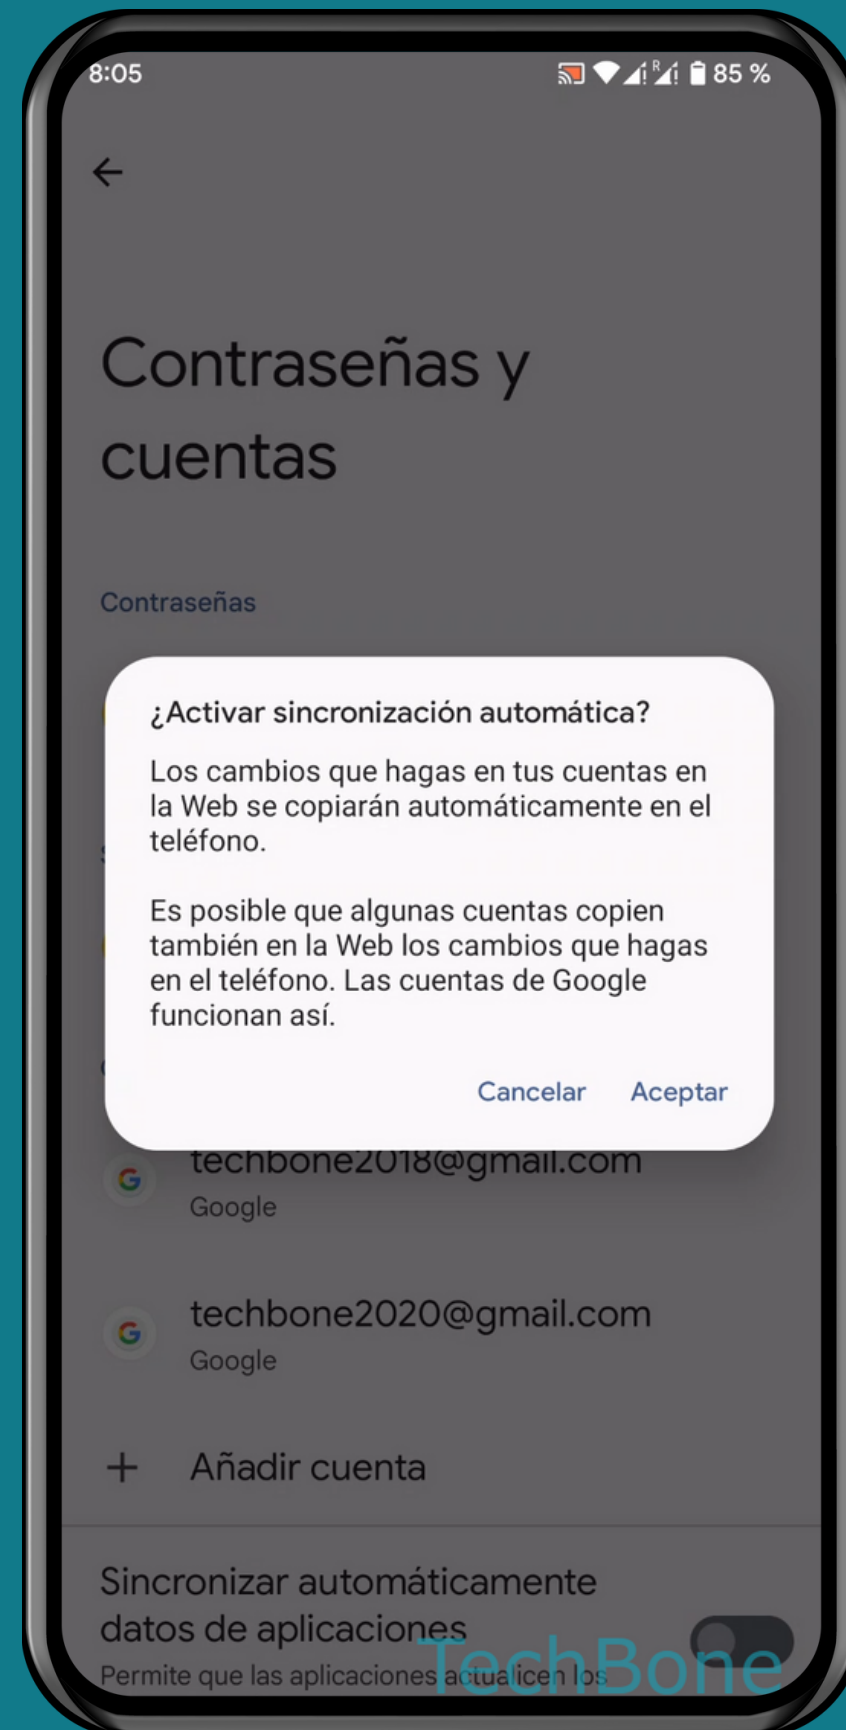 8:05
R
85 %
Contraseñas y
cuentas
Contraseñas
¿Activar sincronización automática?
Los cambios que hagas en tus cuentas en
la Web se copiarán automáticamente en el
teléfono.
Es posible que algunas cuentas copien
también en la Web los cambios que hagas
en el teléfono. Las cuentas de Google
funcionan así.
Cancelar Aceptar
techbone2018@gmail.com
Google
techbone2020@gmail.com
Google
Añadir cuenta
Sincronizar automáticamente
datos de aplicaciones
Permite que las aplicaciones actualicen los
TechBone